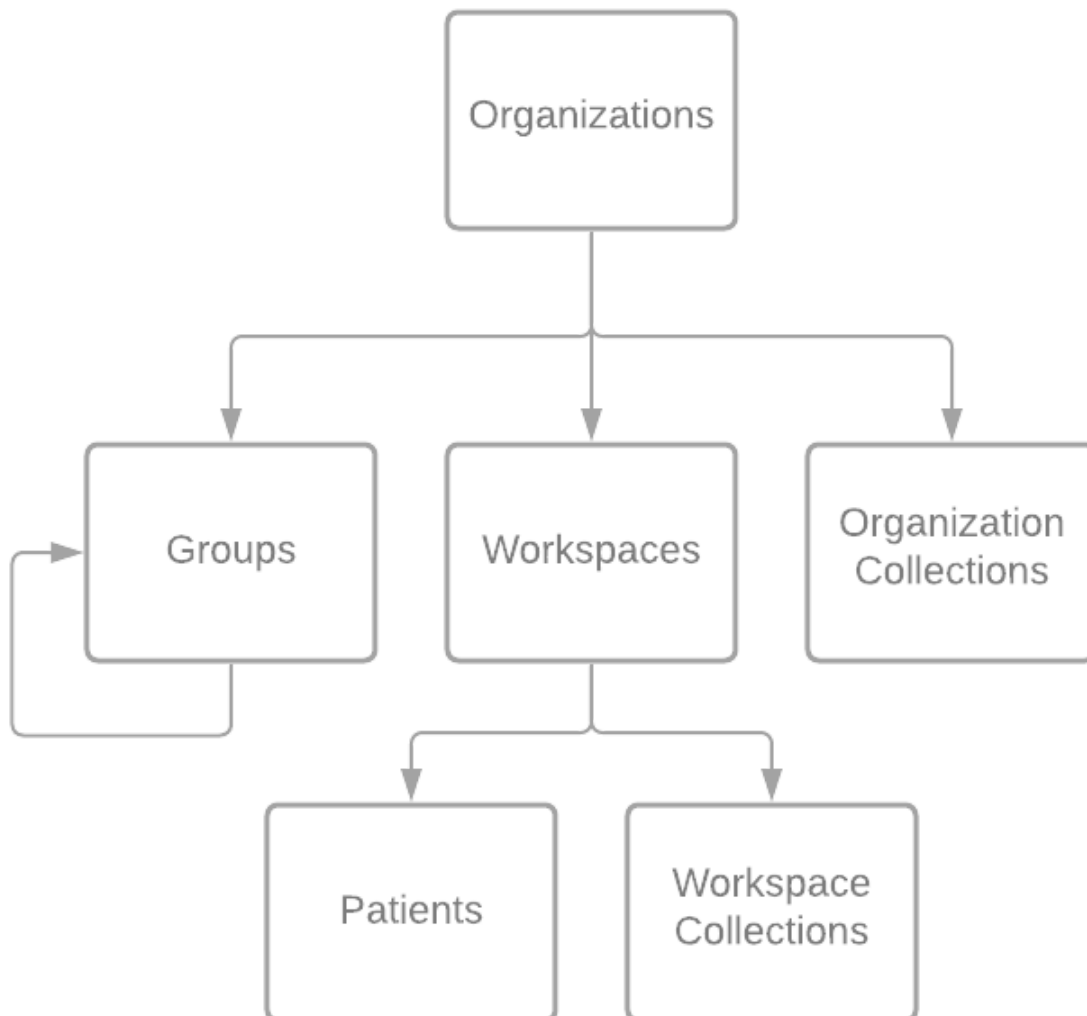 Organizations
Groups
Workspaces
Organization
Collections
Patients
Workspace
Collections